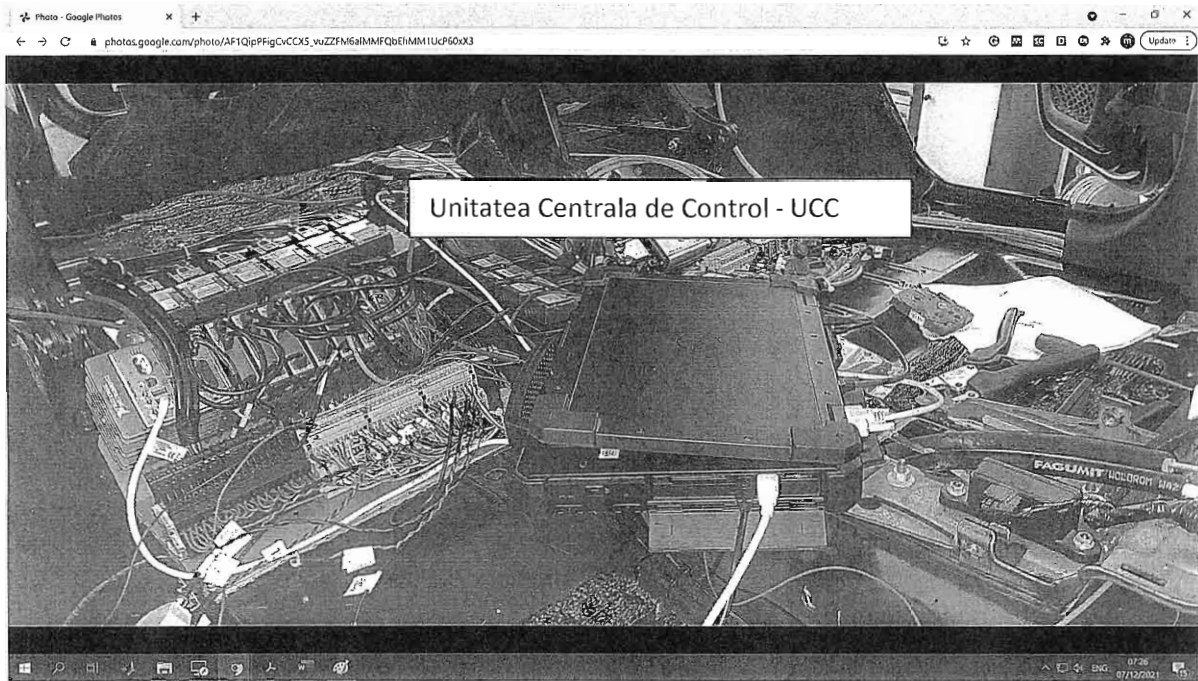 Photo - Google Photos
photos.google.com/photo/AF1QipPFigCvCCX5_vuZZFM6aIMMFQbEhMM1UcP60xX3
Update
Unitatea Centrala de Control - UCC
FAGUMIT
ENG
07:26
07/12/2021